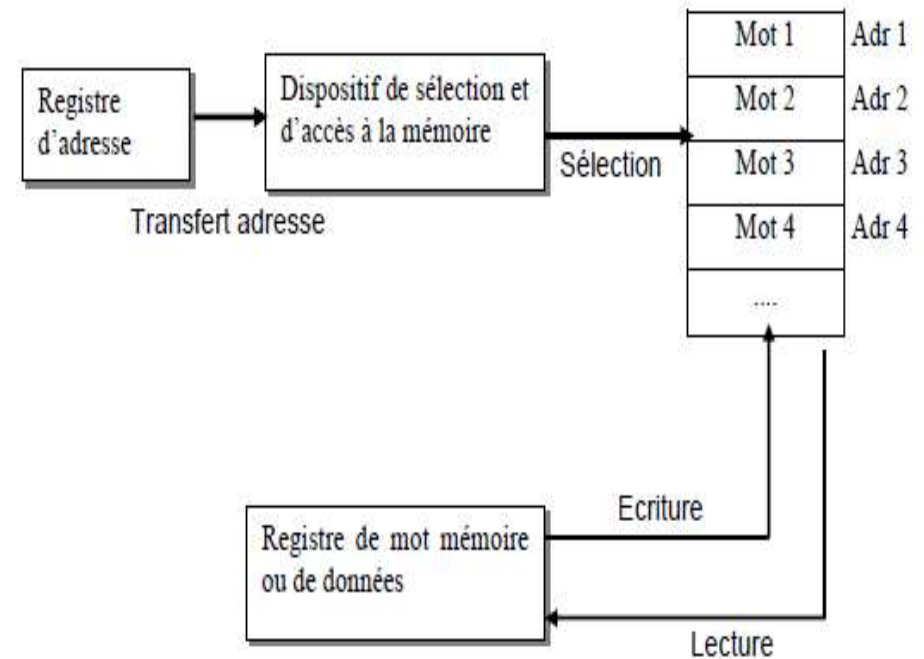 Registre
d'adresse
Transfert adresse
Dispositif de sélection et
d'accès à la mémoire
Sélection
Mot 1 Adr 1
Mot 2 Adr 2
Mot 3 Adr 3
Mot 4 Adr 4
....
Ecriture
Registre de mot mémoire
ou de données
Lecture